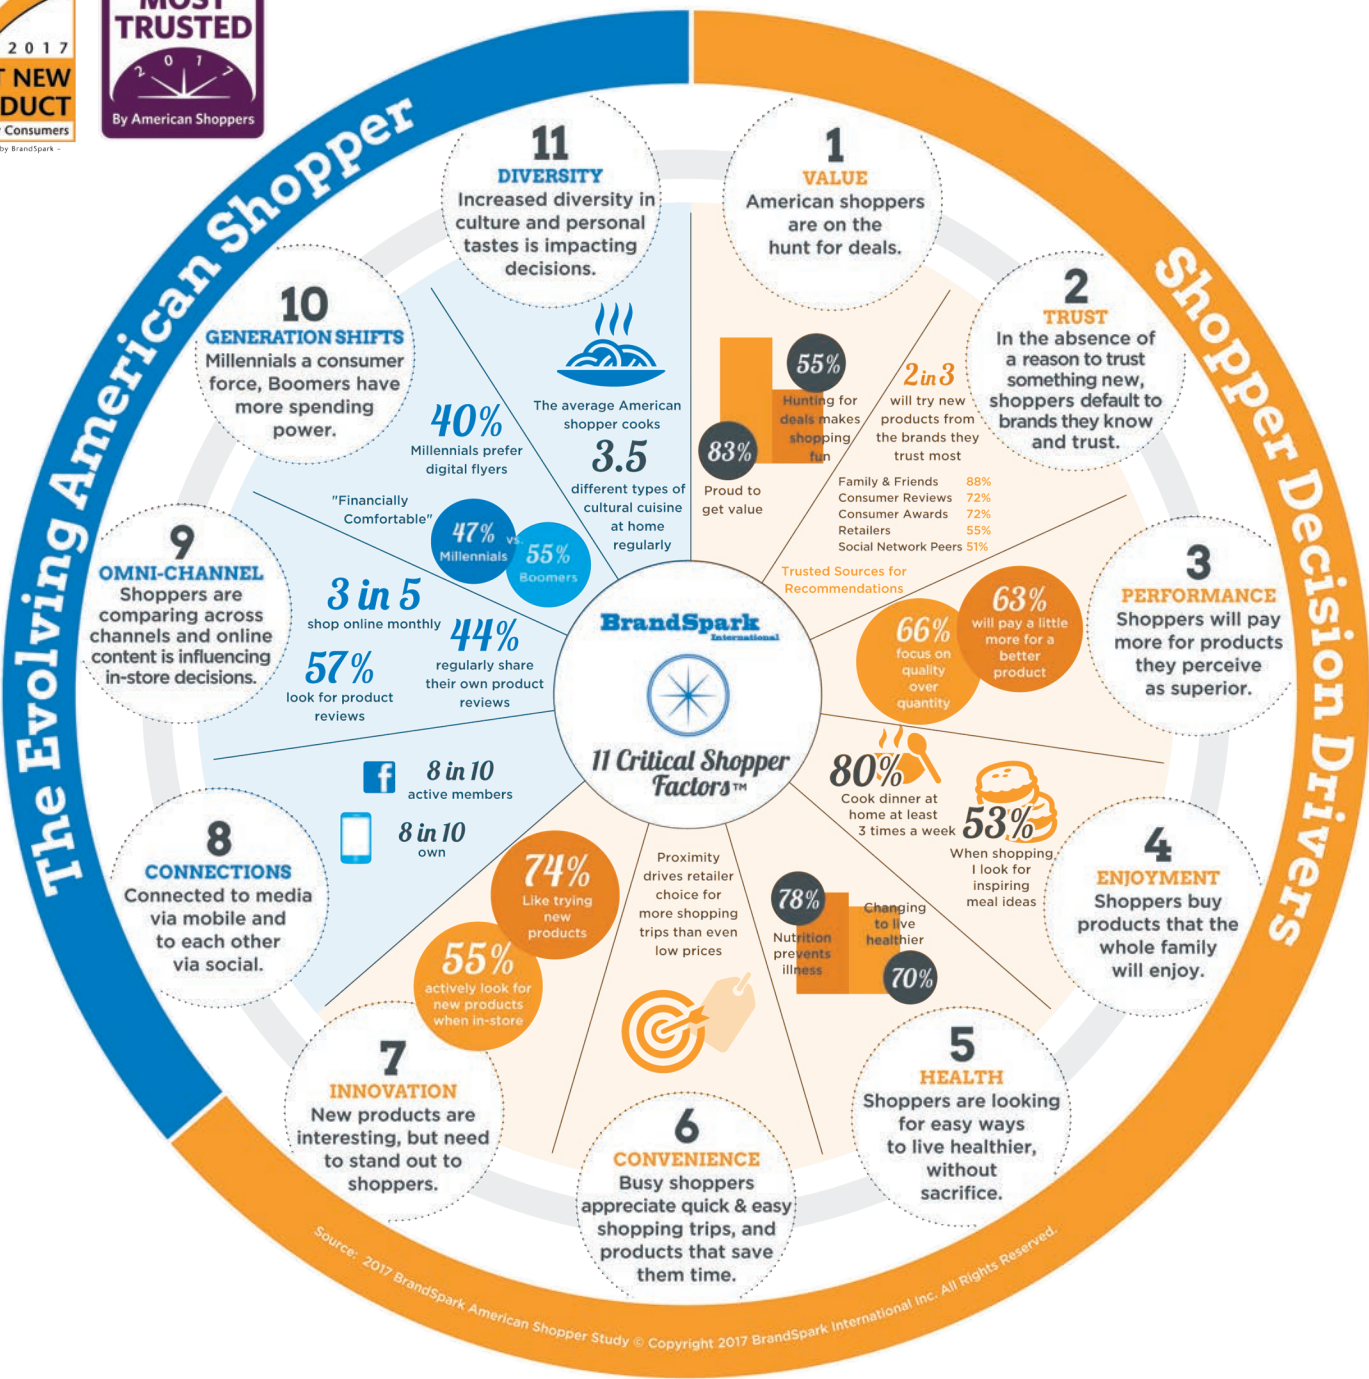 2 0 1 7
T NEW
DUCT
Consumers
by BrandSpark –
MOST
TRUSTED
2 0 1 7
By American Shoppers
The Evolving American Shopper
Shopper Decision Drivers
1
VALUE
American shoppers
are on the
hunt for deals.
55%
Hunting for
deals makes
shopping
fun
83%
Proud to
get value
2
TRUST
In the absence of
a reason to trust
something new,
shoppers default to
brands they know
and trust.
2 in 3
will try new
products from
the brands they
trust most
Family & Friends 88%
Consumer Reviews 72%
Consumer Awards 72%
Retailers 55%
Social Network Peers 51%
Trusted Sources for
Recommendations
3
PERFORMANCE
Shoppers will pay
more for products
they perceive
as superior.
63%
will pay a little
more for a
better
product
66%
focus on
quality
over
quantity
4
ENJOYMENT
Shoppers buy
products that the
whole family
will enjoy.
80%
Cook dinner at
home at least
3 times a week
53%
When shopping,
I look for
inspiring
meal ideas
5
HEALTH
Shoppers are looking
for easy ways
to live healthier,
without
sacrifice.
78%
Nutrition
prevents
illness
Changing
to live
healthier
70%
6
CONVENIENCE
Busy shoppers
appreciate quick & easy
shopping trips, and
products that save
them time.
Proximity
drives retailer
choice for
more shopping
trips than even
low prices
7
INNOVATION
New products are
interesting, but need
to stand out to
shoppers.
74%
Like trying
new
products
55%
actively look for
new products
when in-store
8
CONNECTIONS
Connected to media
via mobile and
to each other
via social.
f
8 in 10
active members
8 in 10
own
9
OMNI-CHANNEL
Shoppers are
comparing across
channels and online
content is influencing
in-store decisions.
3 in 5
shop online monthly
57%
look for product
reviews
44%
regularly share
their own product
reviews
10
GENERATION SHIFTS
Millennials a consumer
force, Boomers have
more spending
power.
40%
Millennials prefer
digital flyers
"Financially
Comfortable"
47%
Millennials
vs.
55%
Boomers
11
DIVERSITY
Increased diversity in
culture and personal
tastes is impacting
decisions.
The average American
shopper cooks
3.5
different types of
cultural cuisine
at home
regularly
BrandSpark
International
11 Critical Shopper
Factors™
Source: 2017 BrandSpark American Shopper Study © Copyright 2017 BrandSpark International Inc. All Rights Reserved.